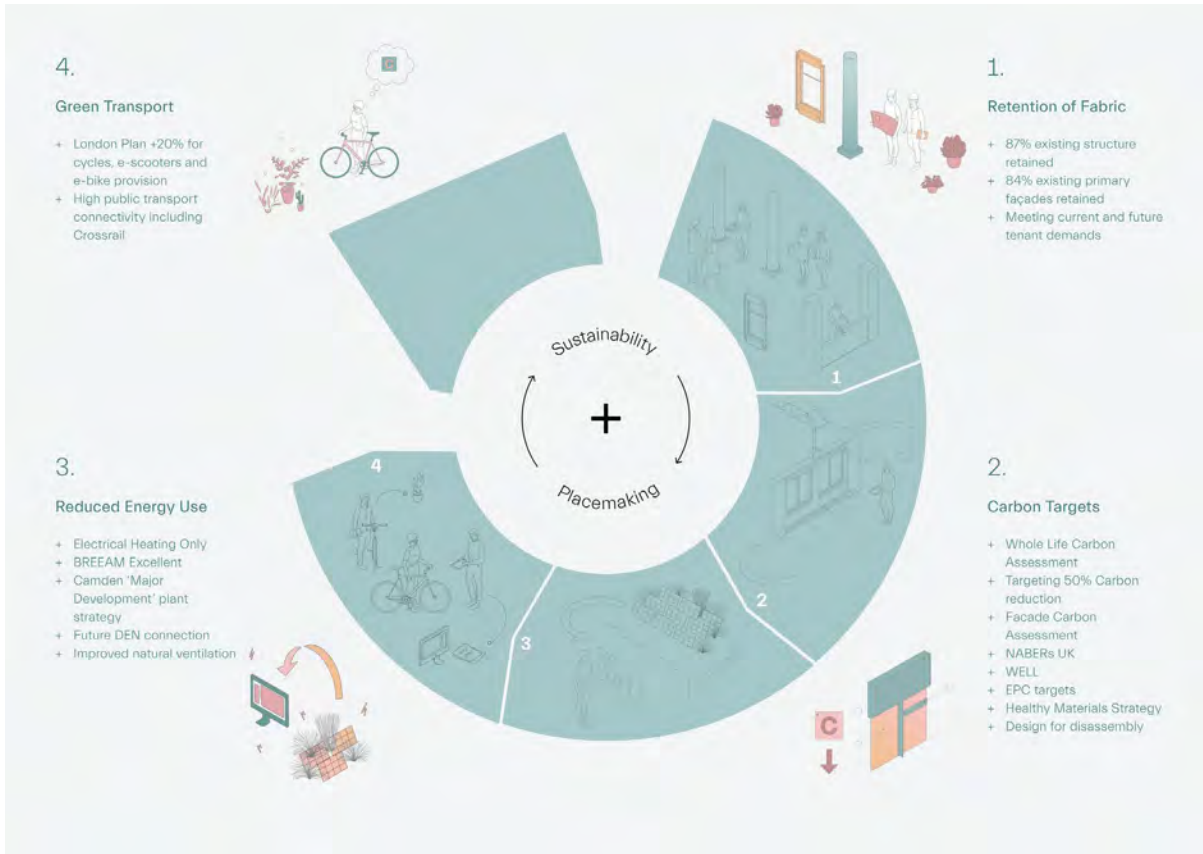 4.
Green Transport
+ London Plan +20% for
cycles, e-scooters and
e-bike provision
+ High public transport
connectivity including
Crossrail
C
1.
Retention of Fabric
+ 87% existing structure
retained
+ 84% existing primary
façades retained
+ Meeting current and future
tenant demands
Sustainability
+
Placemaking
1
2
3
4
3.
Reduced Energy Use
+ Electrical Heating Only
+ BREEAM Excellent
+ Camden ‘Major
Development’ plant
strategy
+ Future DEN connection
+ Improved natural ventilation
2.
Carbon Targets
+ Whole Life Carbon
Assessment
+ Targeting 50% Carbon
reduction
+ Facade Carbon
Assessment
+ NABERs UK
+ WELL
+ EPC targets
+ Healthy Materials Strategy
+ Design for disassembly
C